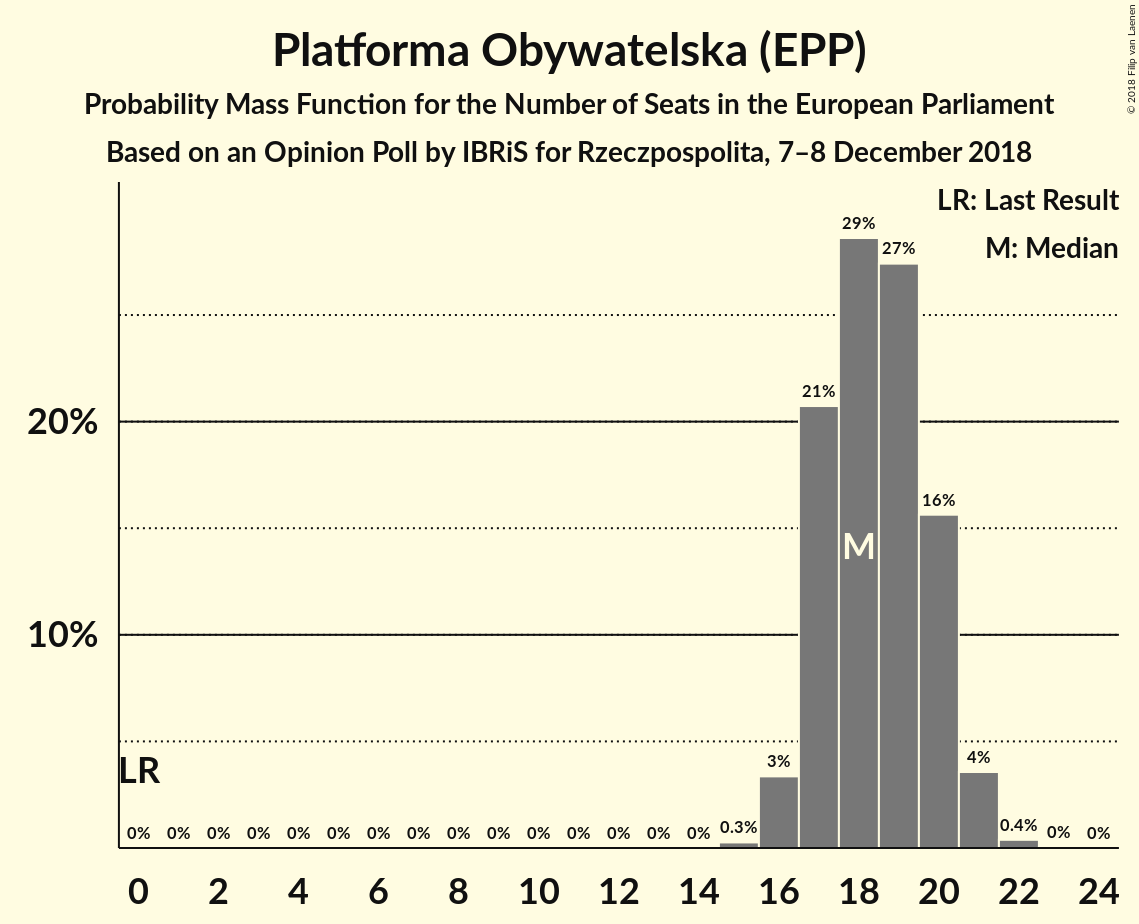 Platforma Obywatelska (EPP)
Probability Mass Function for the Number of Seats in the European Parliament
Based on an Opinion Poll by IBRiS for Rzeczpospolita, 7–8 December 2018
© 2018 Filip van Laenen
LR: Last Result
M: Median
29%
27%
21%
20%
16%
M
10%
LR
3%
4%
0% 0% 0% 0% 0% 0% 0% 0% 0% 0% 0% 0% 0% 0% 0% 0.3% 0.4% 0% 0%
0 2 4 6 8 10 12 14 16 18 20 22 24